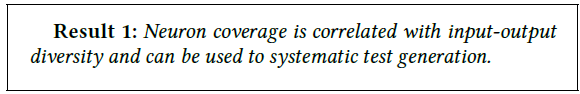 Result 1: Neuron coverage is correlated with input-output
diversity and can be used to systematic test generation.